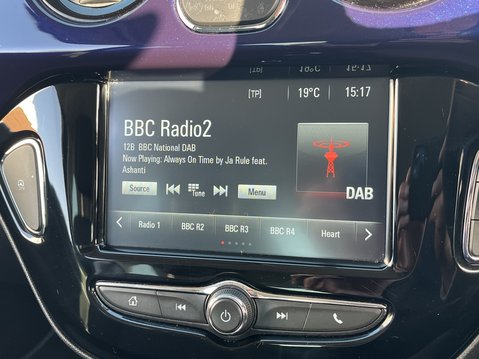 [TP] 19°C 15:17
BBC Radio2
12B BBC National DAB
Now Playing: Always On Time by Ja Rule feat.
Ashanti
DAB
Source Tune Menu
Radio 1 BBC R2 BBC R3 BBC R4 Heart